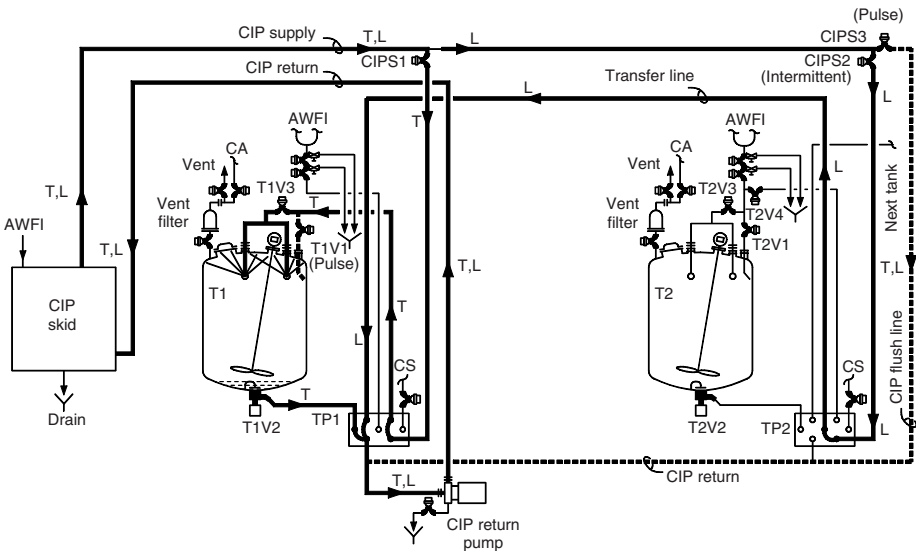 (Pulse)
CIP supply
T,L
L
CIPS3
CIPS1
CIPS2
(Intermittent)
CIP return
Transfer line
L
L
T
AWFI
AWFI
CA
Vent
CA
Vent
T1V3
T
T2V3
L
Next tank
T,L
Vent
filter
Vent
filter
T2V4
AWFI
T,L
T1V1
(Pulse)
T2V1
T,L
T,L
T1
T2
CIP
skid
T
L
CIP flush line
CS
CS
T
Drain
T1V2
TP1
T2V2
TP2
L
CIP return
T,L
CIP return
pump